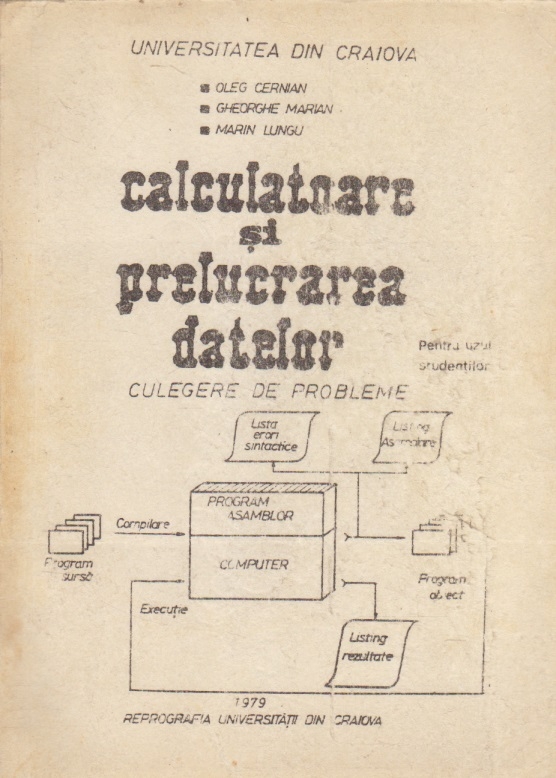 UNIVERSITATEA DIN CRAIOVA
OLEG CERNIAN
GHEORGHE MARIAN
MARIN LUNGU
calculatoare
și
prelucrarea
datelor
Pentru uzul
studenților
CULEGERE DE PROBLEME
Lista
erori
sintactice
Listing
Asamblare
PROGRAM
ASAMBLOR
Compilare
COMPUTER
Program
sursă
Program
obiect
Execuție
Listing
rezultate
1979
REPROGRAFIA UNIVERSITĂȚII DIN CRAIOVA